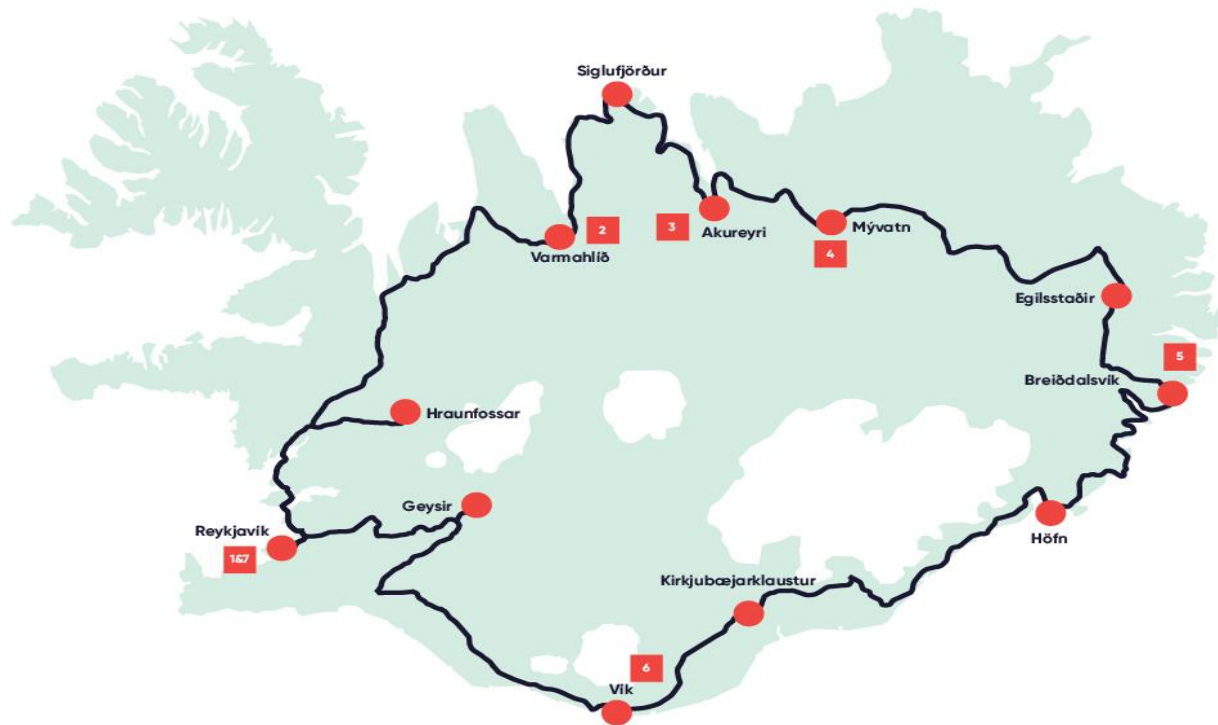 Siglufjörður
2
3
Akureyri
Mývatn
Varmahlíð
4
Egilsstaðir
5
Breiðdalsvík
Hraunfossar
Geysir
Reykjavík
1&7
Höfn
Kirkjubæjarklaustur
6
Vík